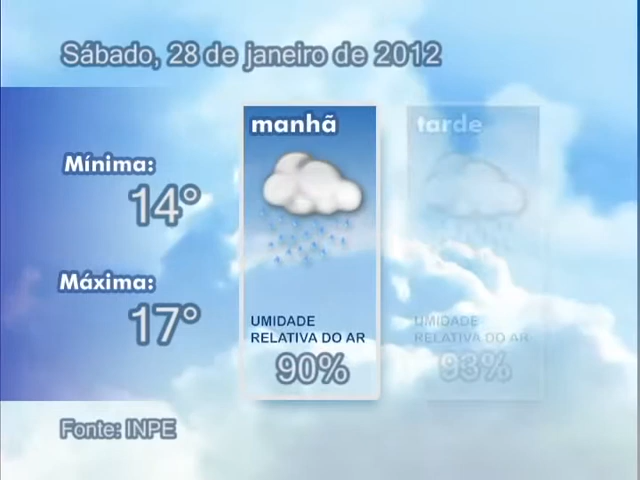 Sábado, 28 de janeiro de 2012
Mínima:
14°
Máxima:
17°
manhã
UMIDADE
RELATIVA DO AR
90%
tarde
UMIDADE
RELATIVA DO AR
93%
Fonte: INPE